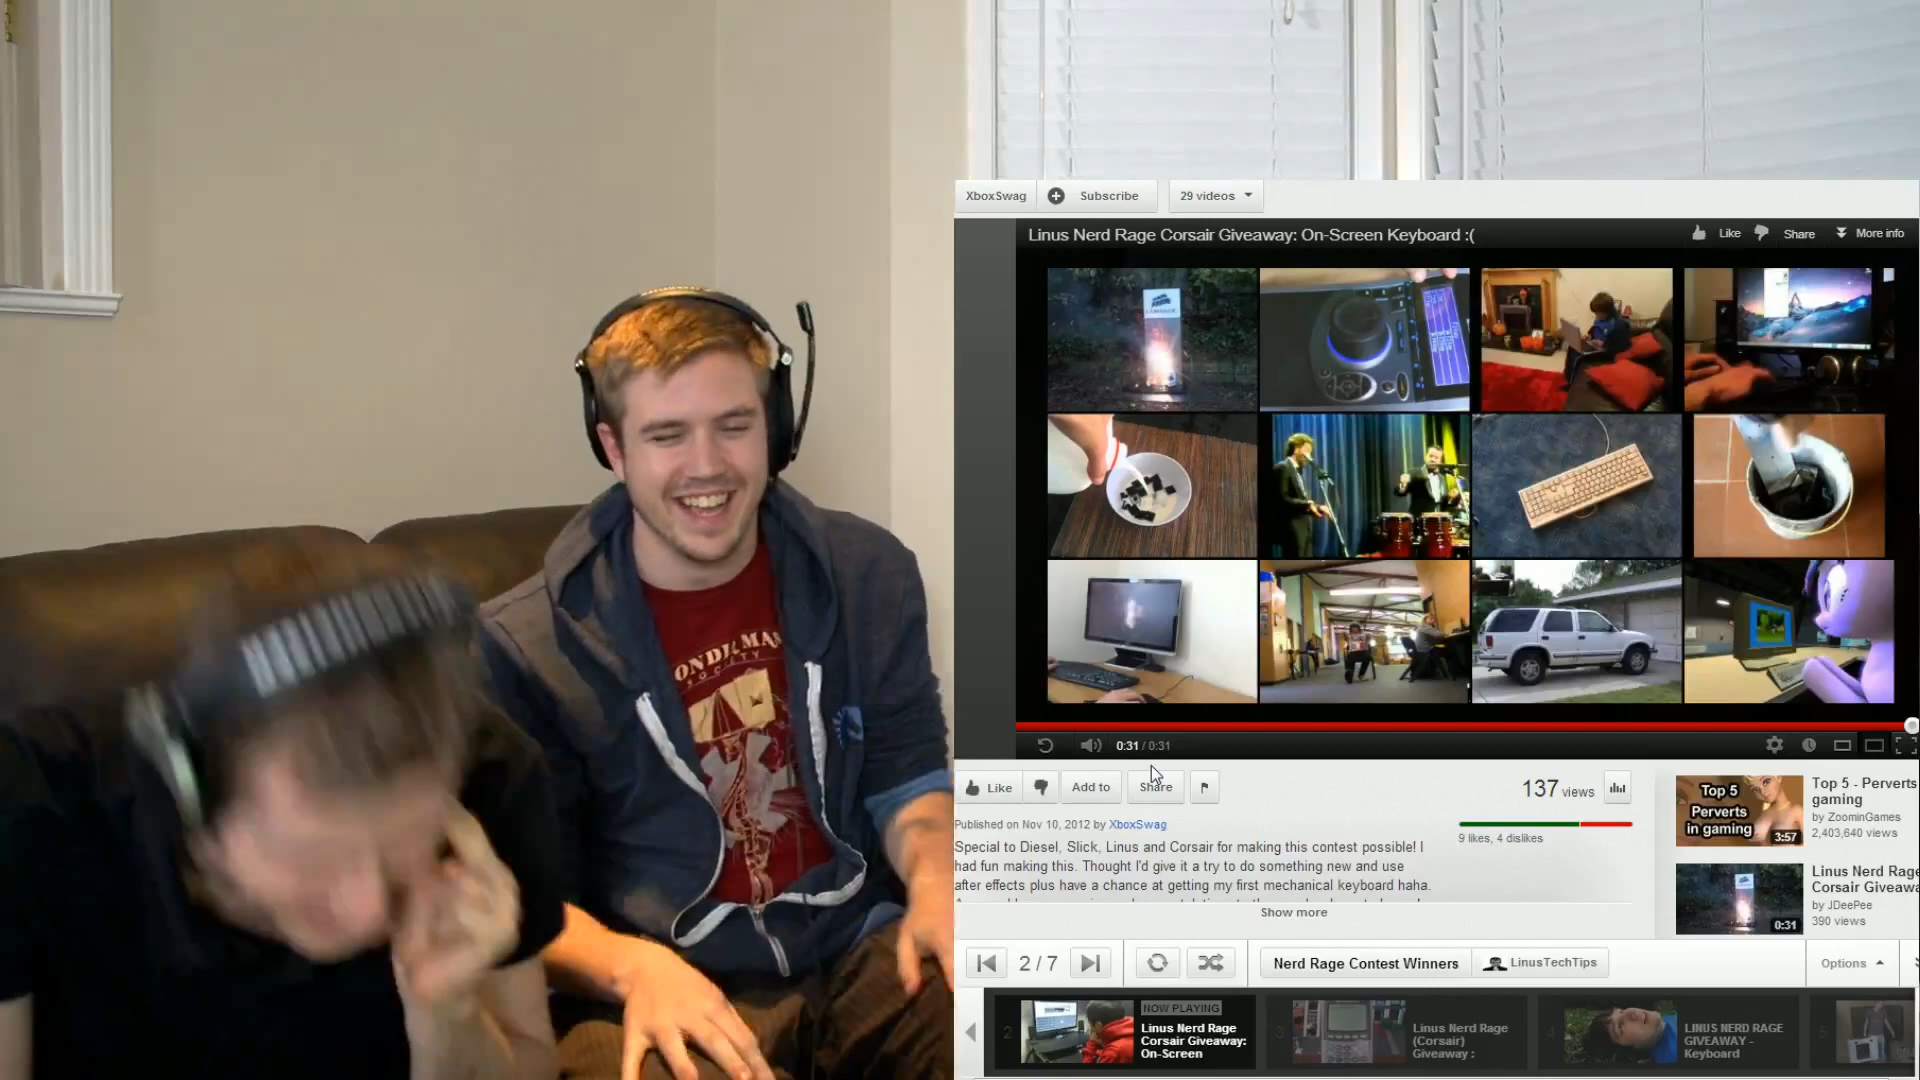 XboxSwag
Subscribe
29 videos
Linus Nerd Rage Corsair Giveaway: On-Screen Keyboard :(
Like
Share
More info
0:31 / 0:31
Like
Add to
Share
137 views
Published on Nov 10, 2012 by XboxSwag
9 likes, 4 dislikes
Special to Diesel, Slick, Linus and Corsair for making this contest possible! I
had fun making this. Thought I'd give it a try to do something new and use
after effects plus have a chance at getting my first mechanical keyboard haha.
Show more
Top 5
Perverts
in gaming
3:57
Top 5 - Perverts
gaming
by ZoominGames
2,403,640 views
0:31
Linus Nerd Rage
Corsair Giveaway
by JDeePee
390 views
2 / 7
Nerd Rage Contest Winners
LinusTechTips
Options
2
NOW PLAYING
Linus Nerd Rage
Corsair Giveaway:
On-Screen
3
Linus Nerd Rage
(Corsair)
Giveaway :
4
LINUS NERD RAGE
GIVEAWAY -
Keyboard
5
SOCIETY